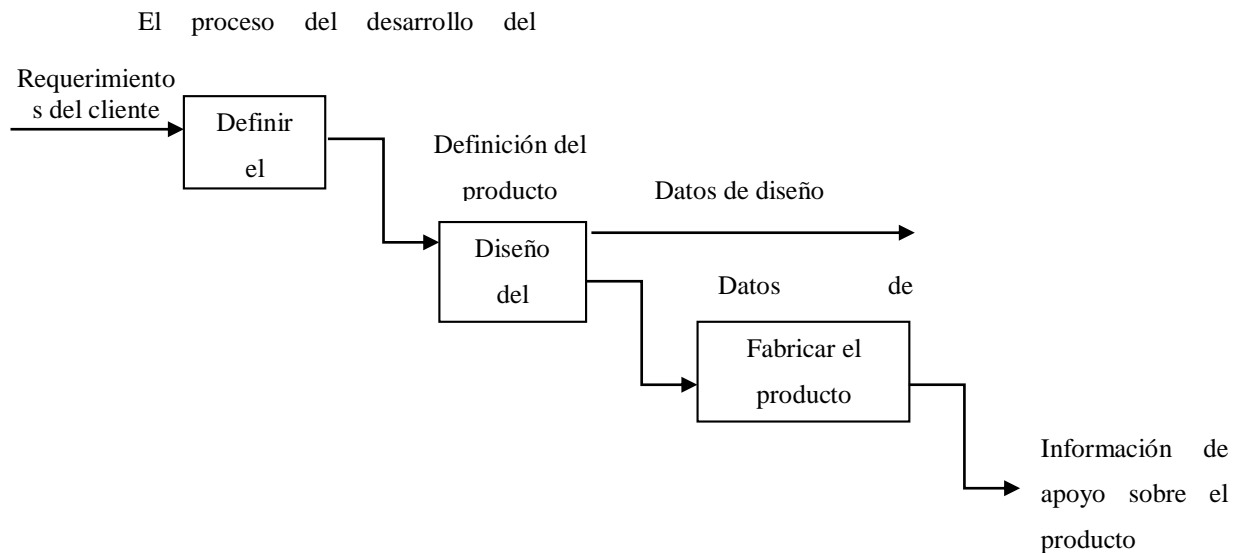 El proceso del desarrollo del
Requerimiento
s del cliente
Definir
el
Definición del
producto
Datos de diseño
Diseño
del
Datos de
Fabricar el
producto
Información de
apoyo sobre el
producto